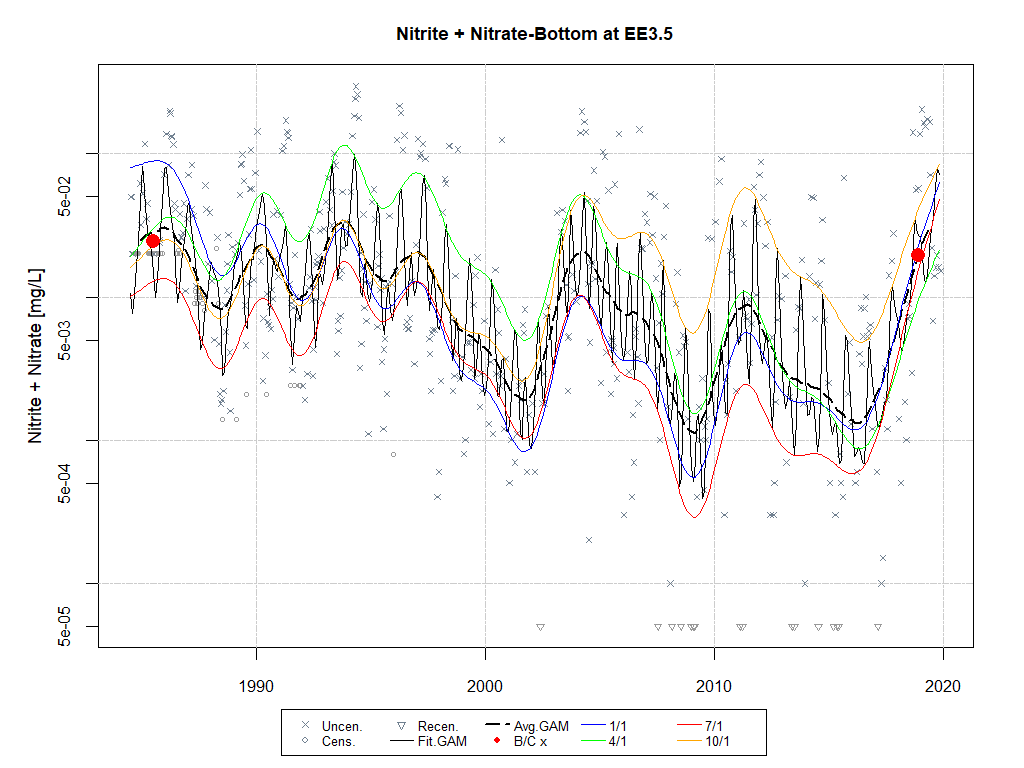 Nitrite + Nitrate-Bottom at EE3.5
Nitrite + Nitrate [mg/L]
5e-02
5e-03
5e-04
5e-05
1990 2000 2010 2020
Uncen. Recen. Avg.GAM 1/1 7/1
Cens. Fit.GAM B/C x 4/1 10/1